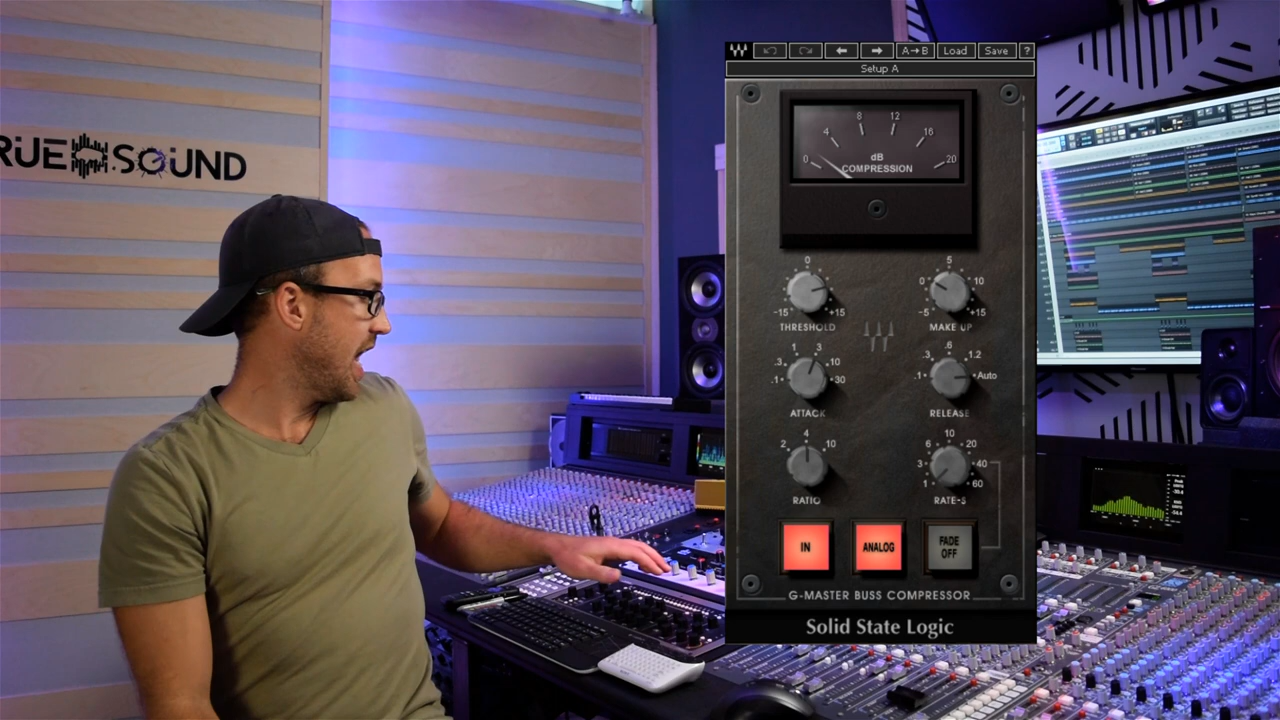 RUE SOUND
A→B Load Save ?
Setup A
0 4 8 12 16 20
dB
COMPRESSION
0
-15 +15
THRESHOLD
5
0 10
-5 +15
MAKE UP
1 3
.3 10
.1 30
ATTACK
.6
.3 1.2
.1 Auto
RELEASE
4
2 10
RATIO
10
6 20
3 40
1 60
RATE-S
IN
ANALOG
FADE
OFF
G-MASTER BUSS COMPRESSOR
Solid State Logic